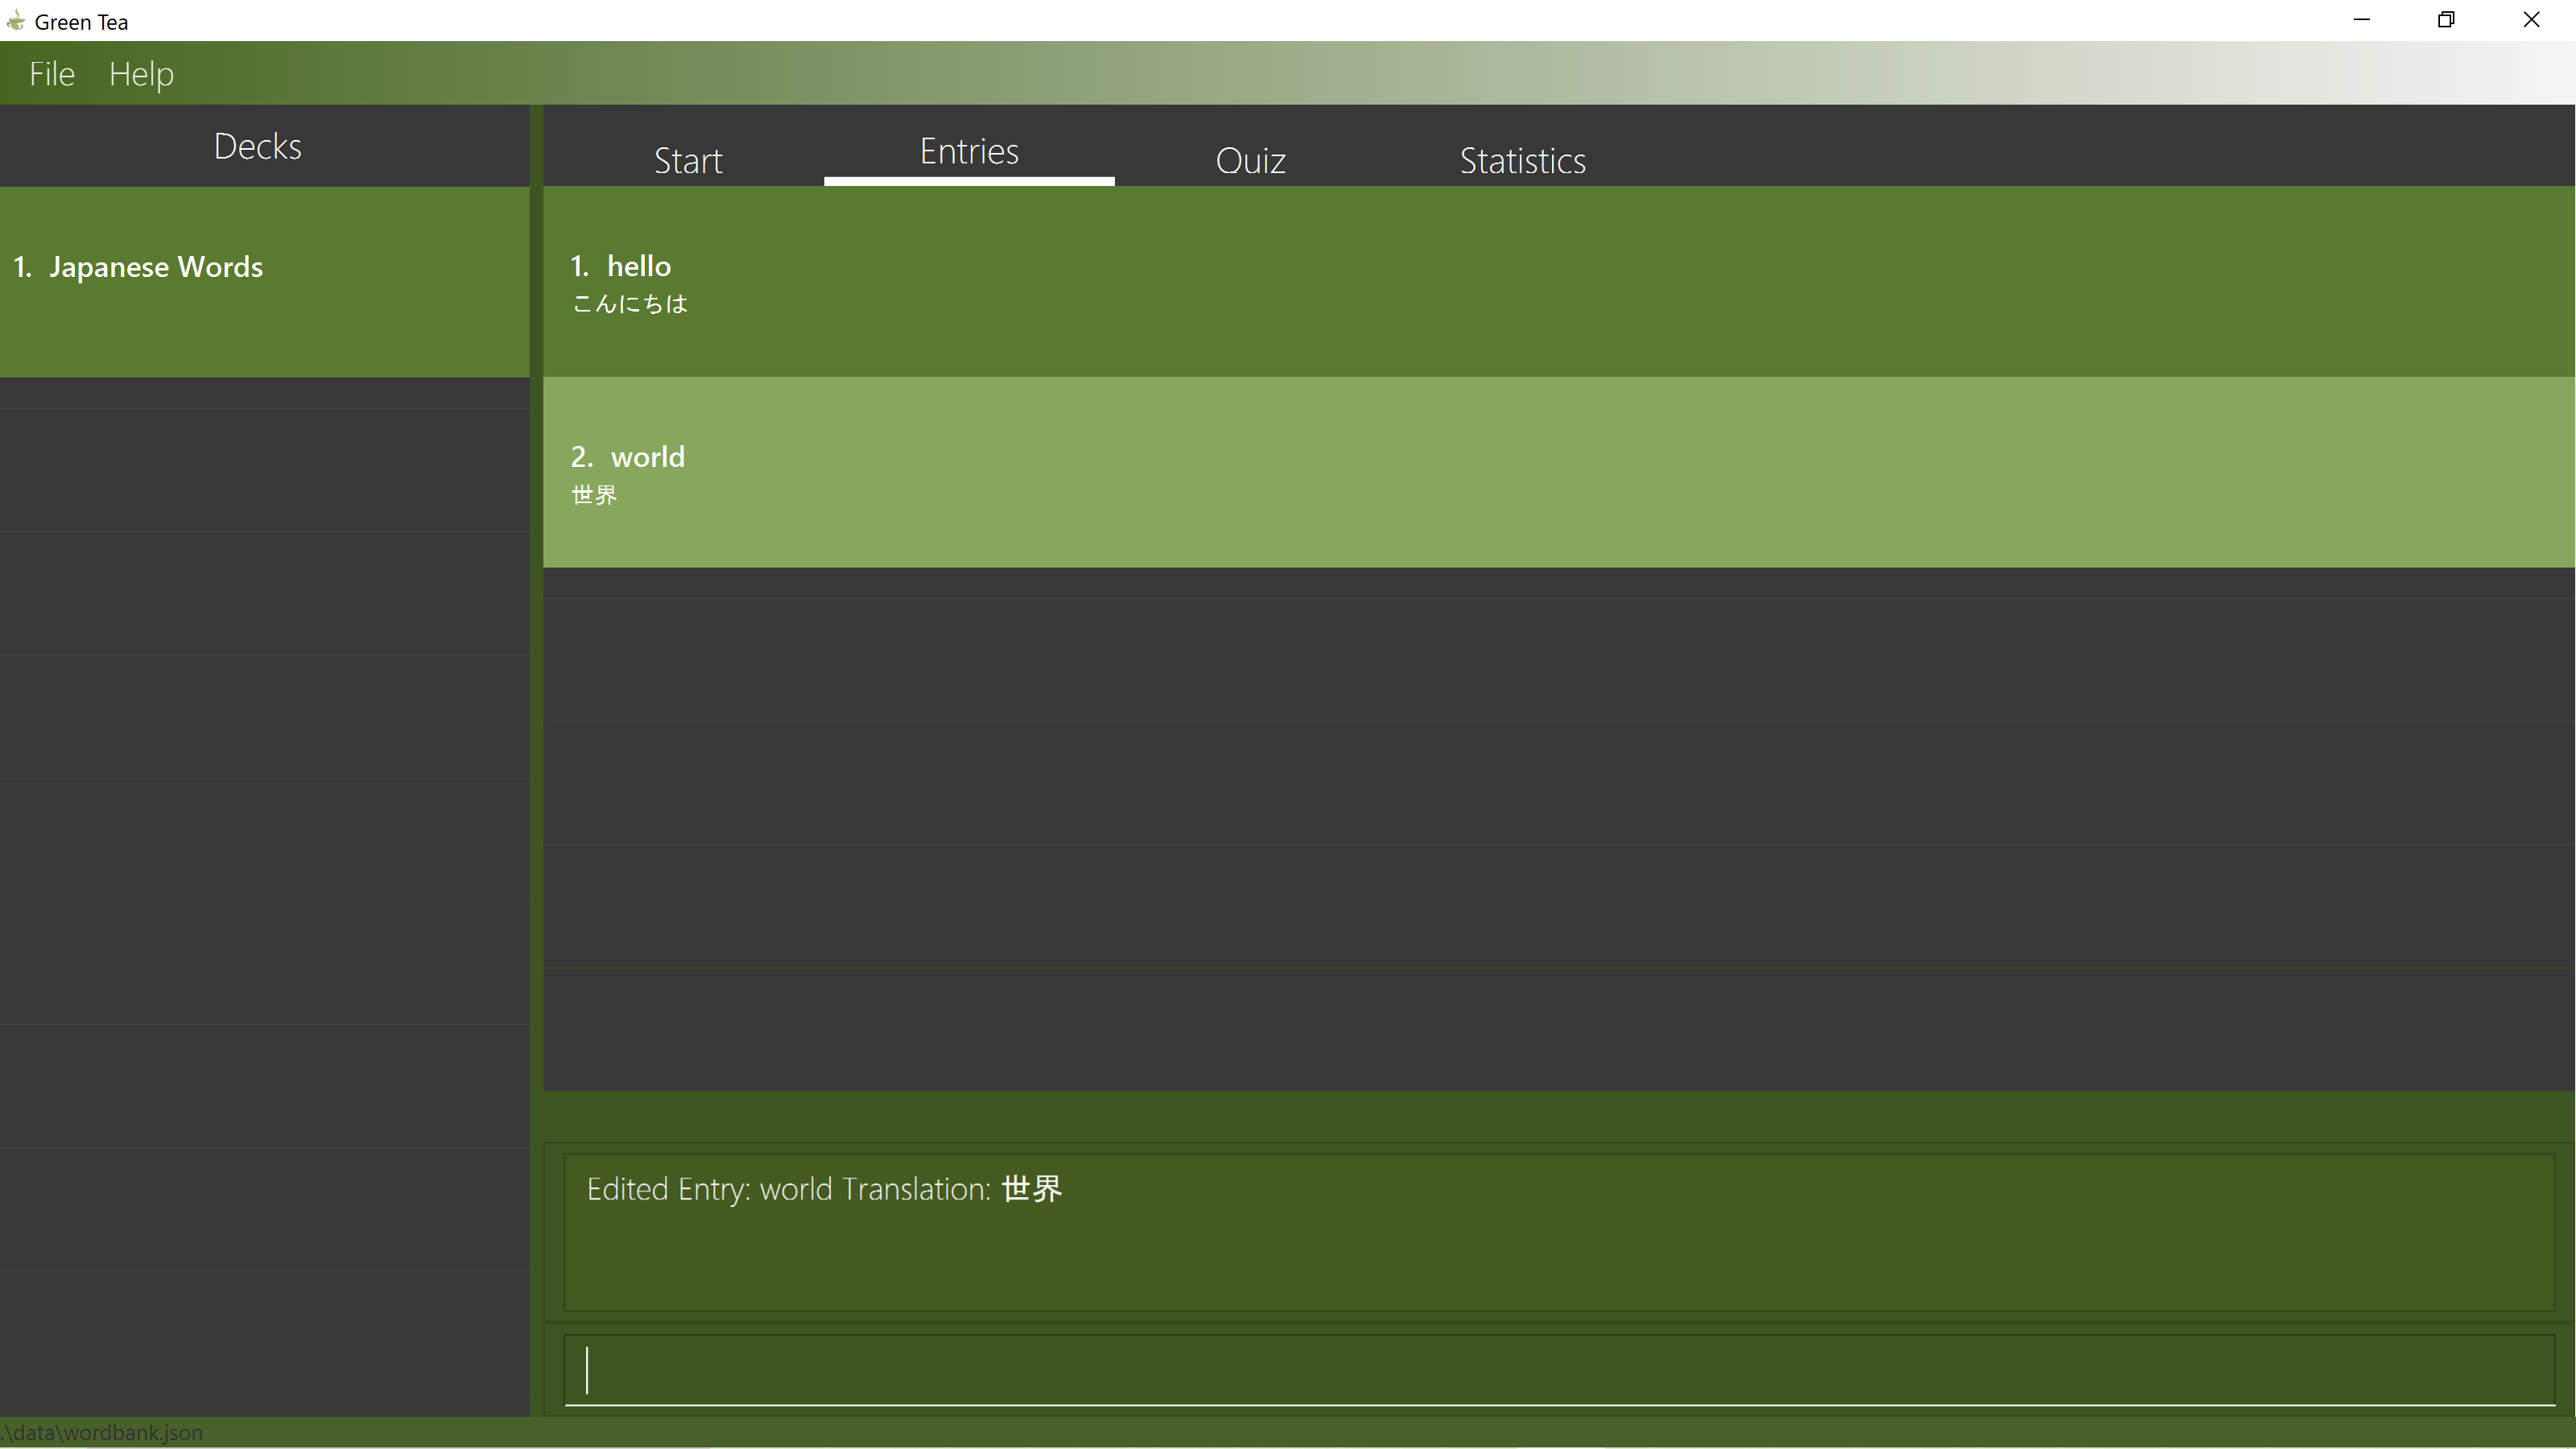 Green Tea
File Help
Decks
Start Entries Quiz Statistics
1. Japanese Words
1. hello
こんにちは
2. world
世界
Edited Entry: world Translation: 世界
.\data\wordbank.json